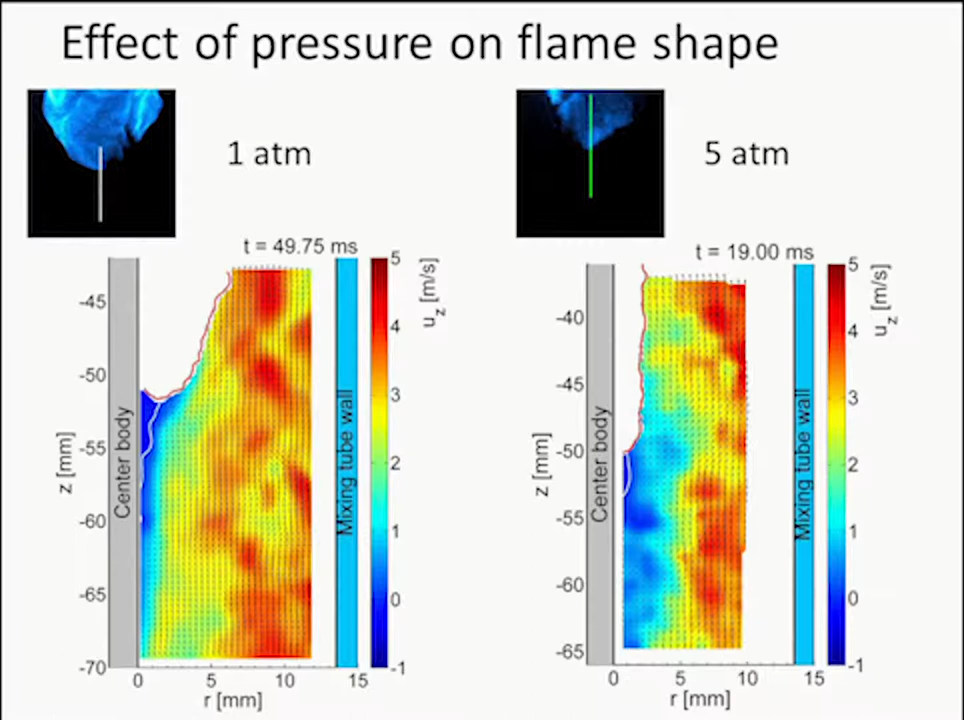 Effect of pressure on flame shape
1 atm
5 atm
t = 49.75 ms
-45
-50
-55
-60
-65
-70
z [mm]
Center body
Mixing tube wall
0
5
10
15
r [mm]
5
4
3
2
1
0
-1
u_z [m/s]
t = 19.00 ms
-40
-45
-50
-55
-60
-65
z [mm]
Center body
Mixing tube wall
0
5
10
15
r [mm]
5
4
3
2
1
0
-1
u_z [m/s]